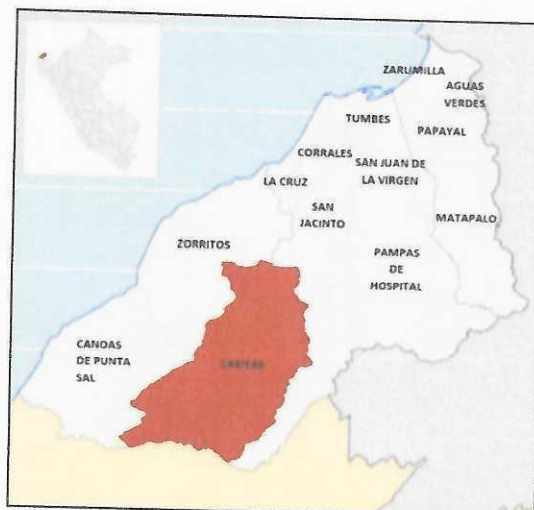 ZARUMILLA
AGUAS
VERDES
TUMBES
PAPAYAL
CORRALES
SAN JUAN DE
LA VIRGEN
LA CRUZ
SAN
JACINTO
MATAPALO
ZORRITOS
PAMPAS
DE
HOSPITAL
CANOAS
DE PUNTA
SAL
CASITAS